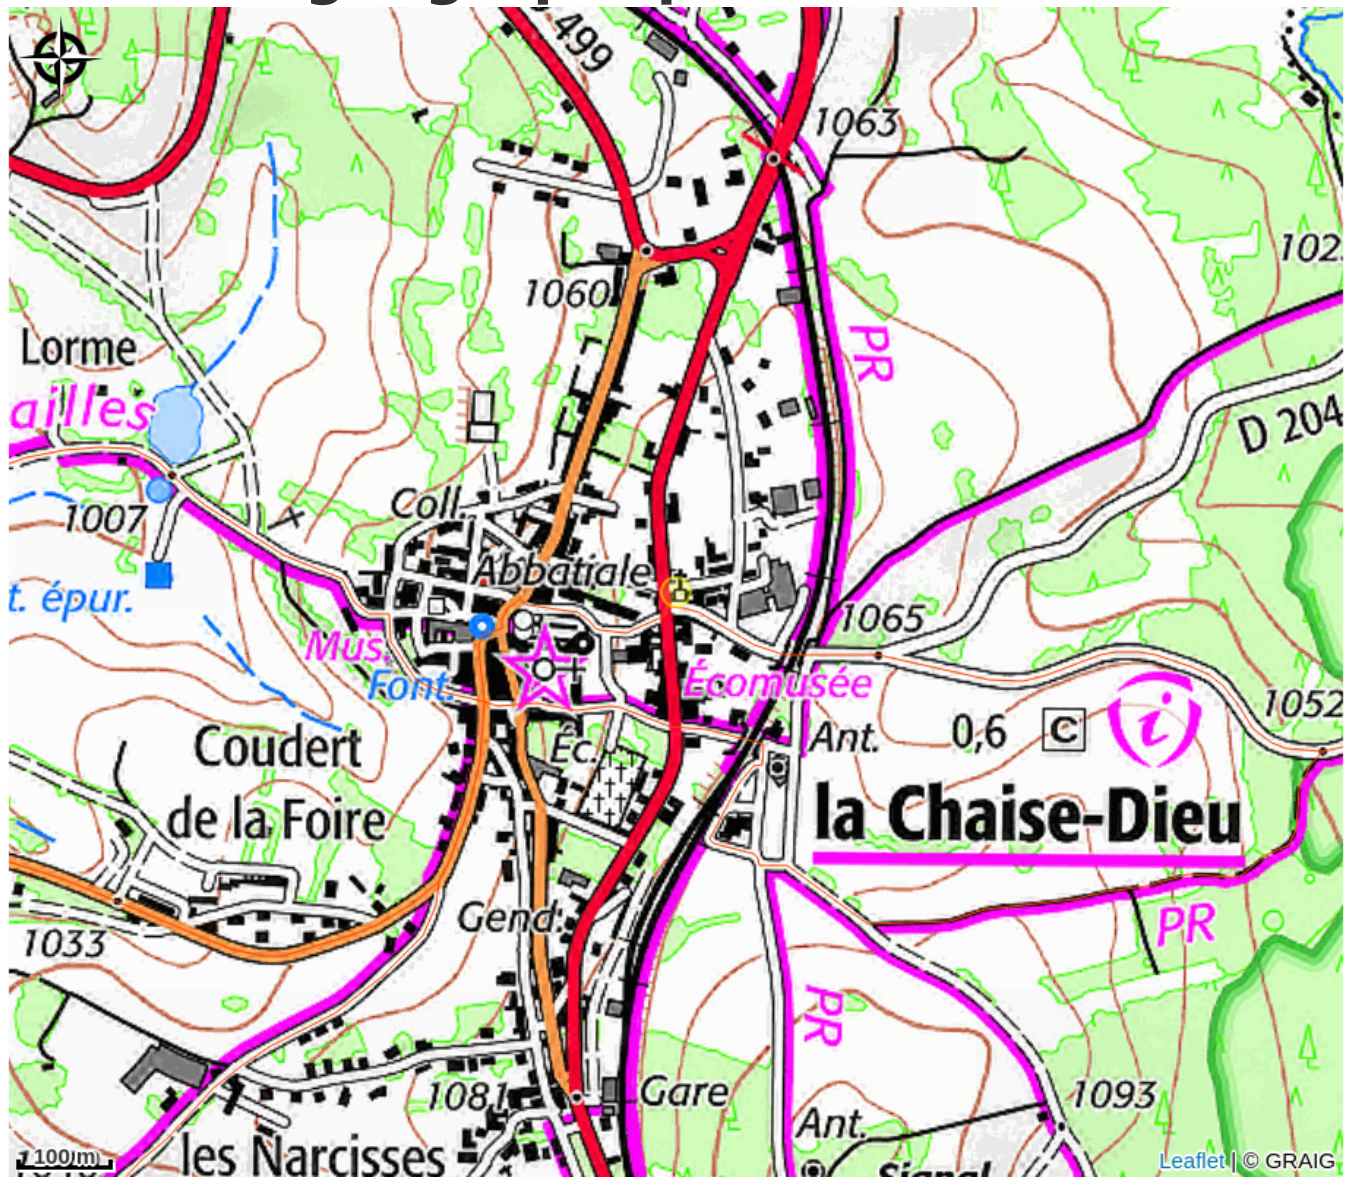 499
1063
1060
102
PR
Lorme
ailles
D 204
Coll.
1007
Abbatiale
t. épur.
1065
Mus.
Font.
Écomusée
1052
Coudert
de la Foire
Éc.
Ant.
0,6
C
i
la Chaise-Dieu
Gend.
1033
PR
PR
1081
Gare
1093
Ant.
les Narcisses
Signal
100 m
Leaflet | © GRAIG